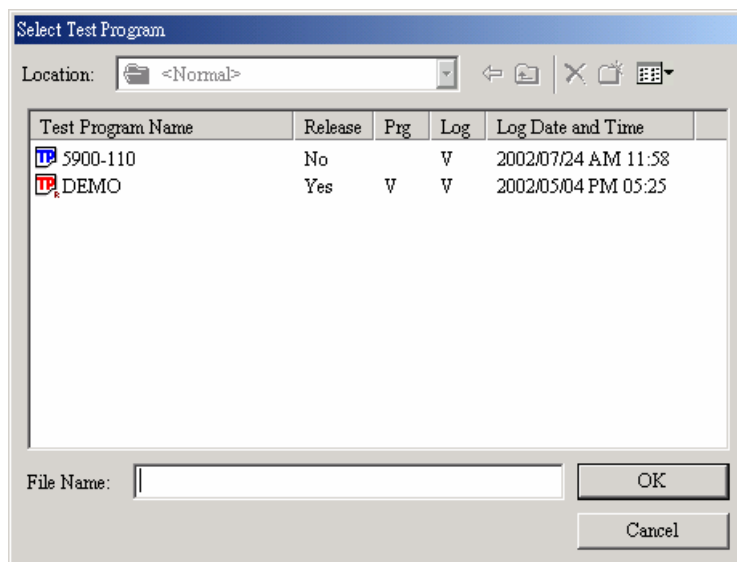 Select Test Program
Location: <Normal>
Test Program Name Release Prg Log Log Date and Time
TP 5900-110 No V 2002/07/24 AM 11:58
TP R DEMO Yes V V 2002/05/04 PM 05:25
File Name: OK
Cancel